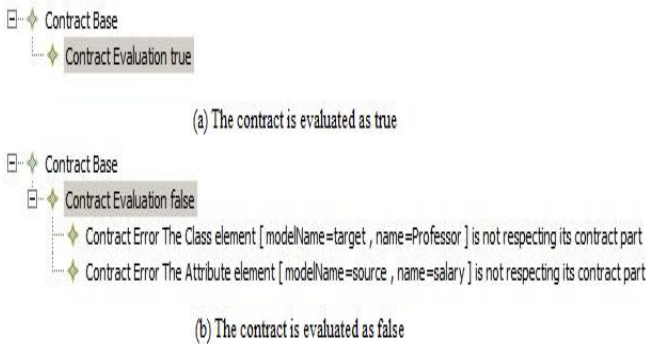 Contract Base
Contract Evaluation true
(a) The contract is evaluated as true
Contract Base
Contract Evaluation false
Contract Error The Class element [ modelName=target , name=Professor ] is not respecting its contract part
Contract Error The Attribute element [ modelName=source , name=salary ] is not respecting its contract part
(b) The contract is evaluated as false